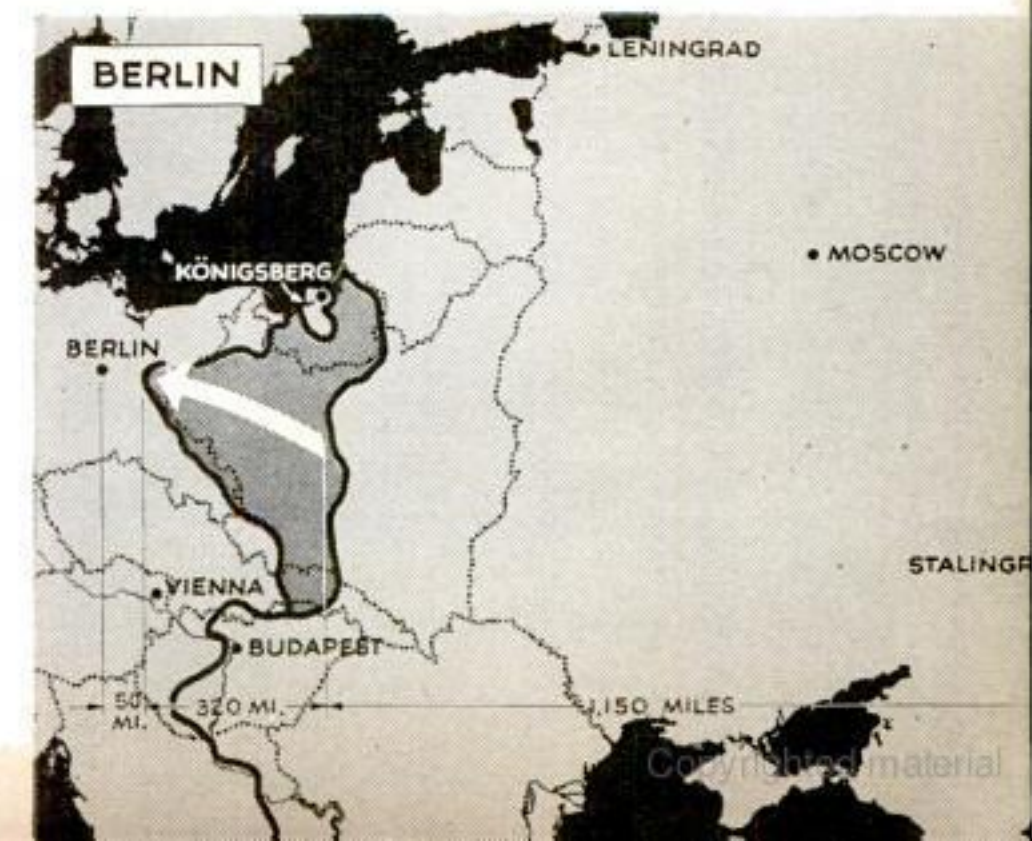 BERLIN
LENINGRAD
MOSCOW
KÖNIGSBERG
BERLIN
STALINGR
VIENNA
BUDAPEST
50 MI.
320 MI.
1,150 MILES
Copyrighted material